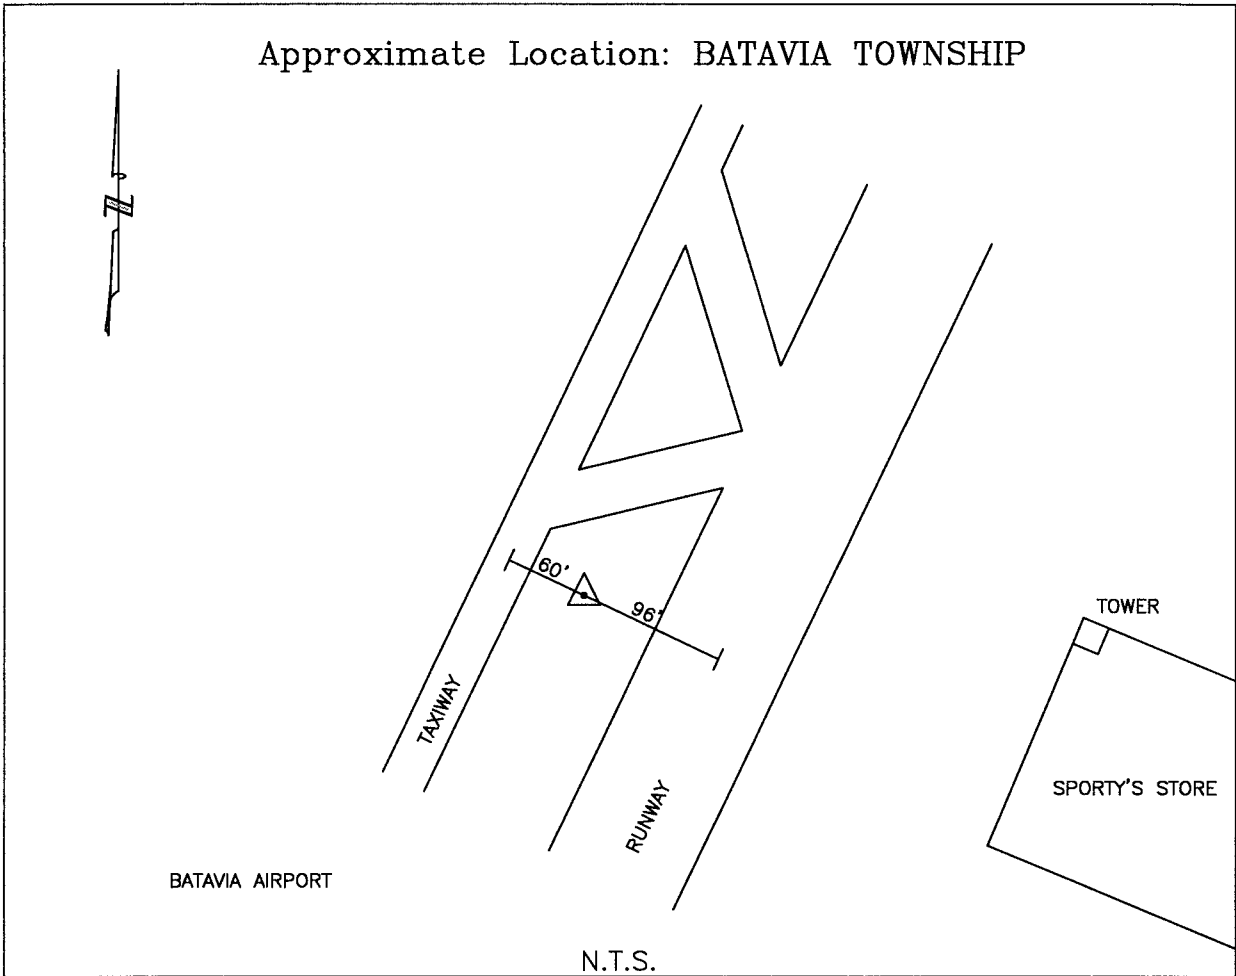 Approximate Location: BATAVIA TOWNSHIP
N
60'
96'
TOWER
TAXIWAY
SPORTY'S STORE
RUNWAY
BATAVIA AIRPORT
N.T.S.